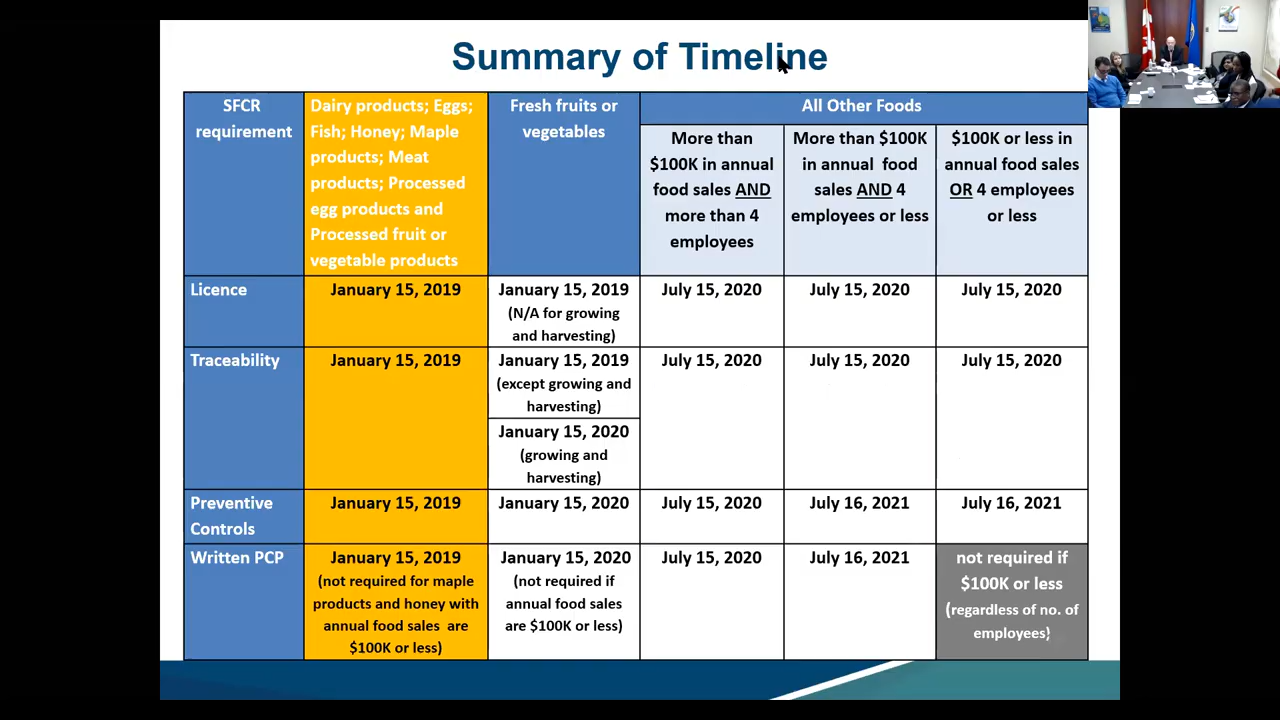 Summary of Timeline
SFCR
requirement
Dairy products; Eggs;
Fish; Honey; Maple
products; Meat
products; Processed
egg products and
Processed fruit or
vegetable products
Fresh fruits or
vegetables
All Other Foods
More than
$100K in annual
food sales AND
more than 4
employees
More than $100K
in annual food
sales AND 4
employees or less
$100K or less in
annual food sales
OR 4 employees
or less
Licence
January 15, 2019
January 15, 2019
(N/A for growing
and harvesting)
July 15, 2020
July 15, 2020
July 15, 2020
Traceability
January 15, 2019
January 15, 2019
(except growing and
harvesting)
January 15, 2020
(growing and
harvesting)
July 15, 2020
July 15, 2020
July 15, 2020
Preventive
Controls
January 15, 2019
January 15, 2020
July 15, 2020
July 16, 2021
July 16, 2021
Written PCP
January 15, 2019
(not required for maple
products and honey with
annual food sales are
$100K or less)
January 15, 2020
(not required if
annual food sales
are $100K or less)
July 15, 2020
July 16, 2021
not required if
$100K or less
(regardless of no. of
employees)